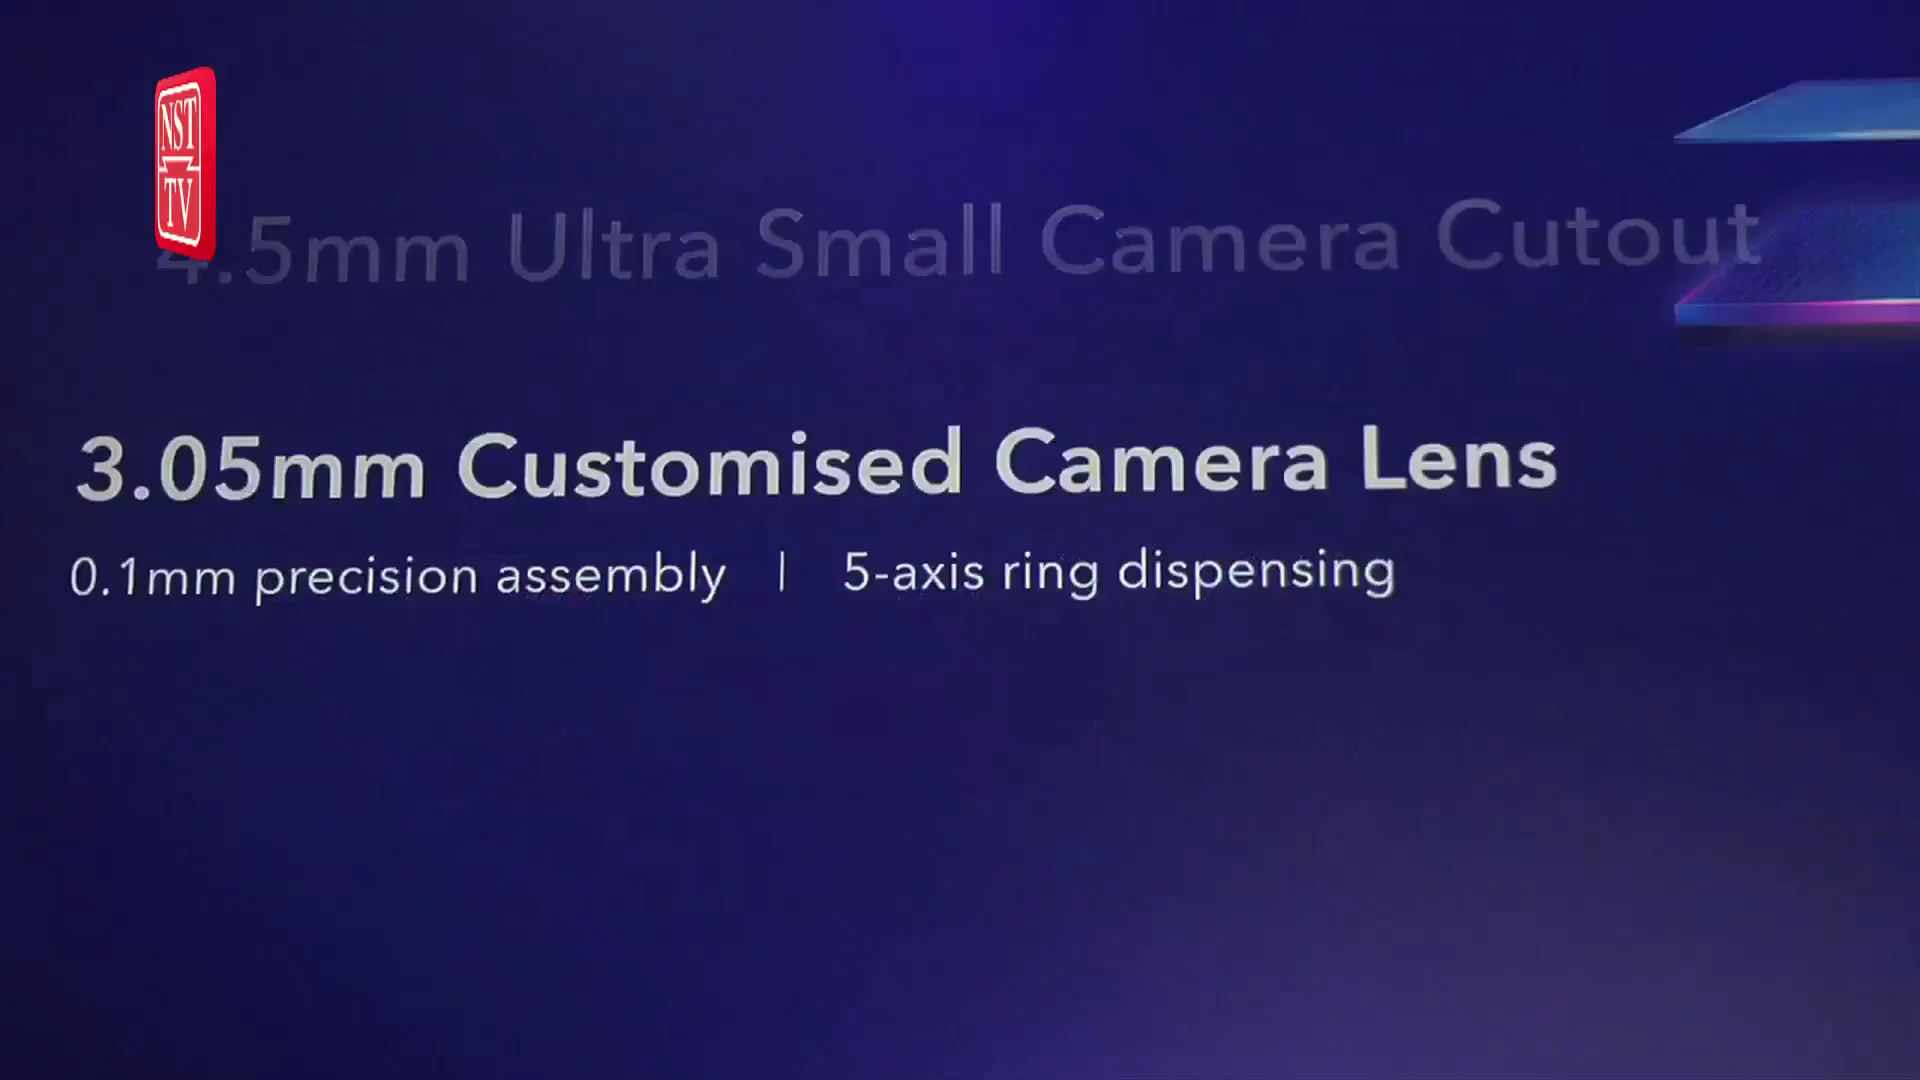 NST
TV
4.5mm Ultra Small Camera Cutout
3.05mm Customised Camera Lens
0.1mm precision assembly | 5-axis ring dispensing